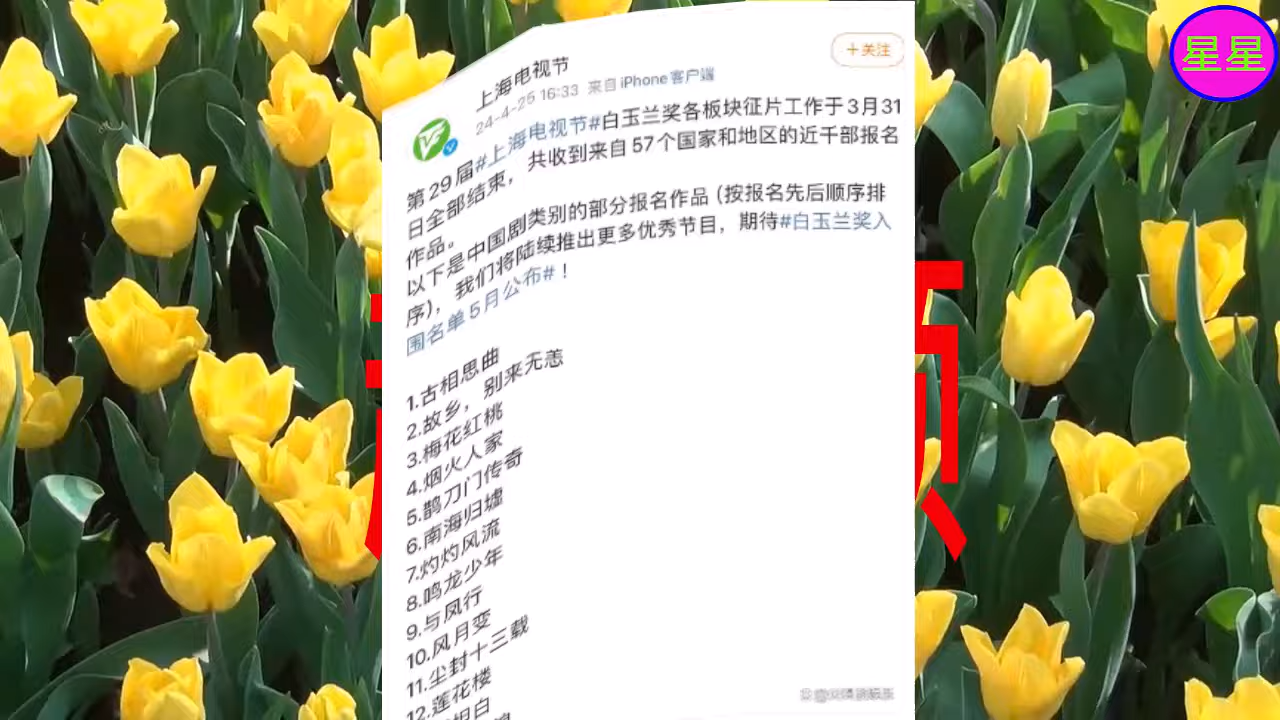 星星
+关注
上海电视节
24-4-25 16:33 来自 iPhone客户端
第29届#上海电视节#白玉兰奖各板块征片工作于3月31
日全部结束，共收到来自57个国家和地区的近千部报名
作品。
以下是中国剧类别的部分报名作品（按报名先后顺序排
序），我们将陆续推出更多优秀节目，期待#白玉兰奖入
围名单5月公布#！
1.古相思曲
2.故乡，别来无恙
3.梅花红桃
4.烟火人家
5.鹊刀门传奇
6.南海归墟
7.灼灼风流
8.鸣龙少年
9.与凤行
10.风月变
11.尘封十三载
12.莲花楼